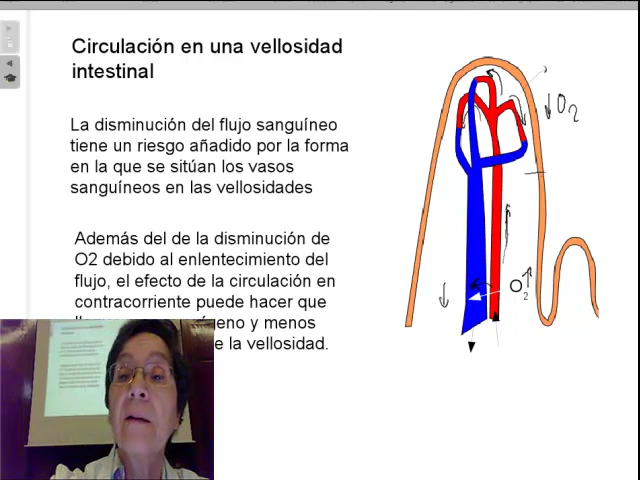 Circulación en una vellosidad
intestinal
La disminución del flujo sanguíneo
tiene un riesgo añadido por la forma
en la que se sitúan los vasos
sanguíneos en las vellosidades
Además del de la disminución de
O2 debido al enlentecimiento del
flujo, el efecto de la circulación en
contracorriente puede hacer que
y menos
la vellosidad.
↓O2
O2↑